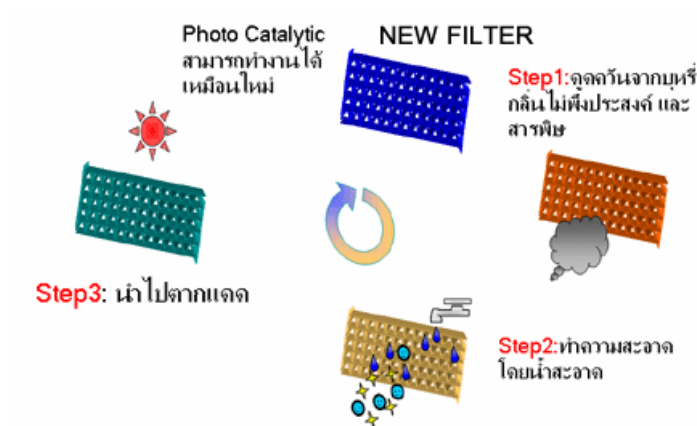 Photo Catalytic
สามารถทำงานได้
เหมือนใหม่
NEW FILTER
Step1:ดูดควันจากบุหรี่
กลิ่นไม่พึงประสงค์ และ
สารพิษ
Step2:ทำความสะอาด
โดยน้ำสะอาด
Step3: นำไปตากแดด